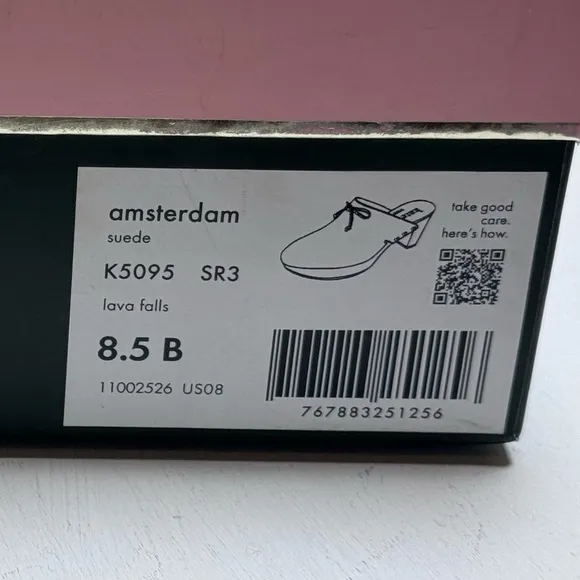 amsterdam
suede
K5095 SR3
lava falls
8.5 B
11002526 US08
take good
care.
here's how.
767883251256